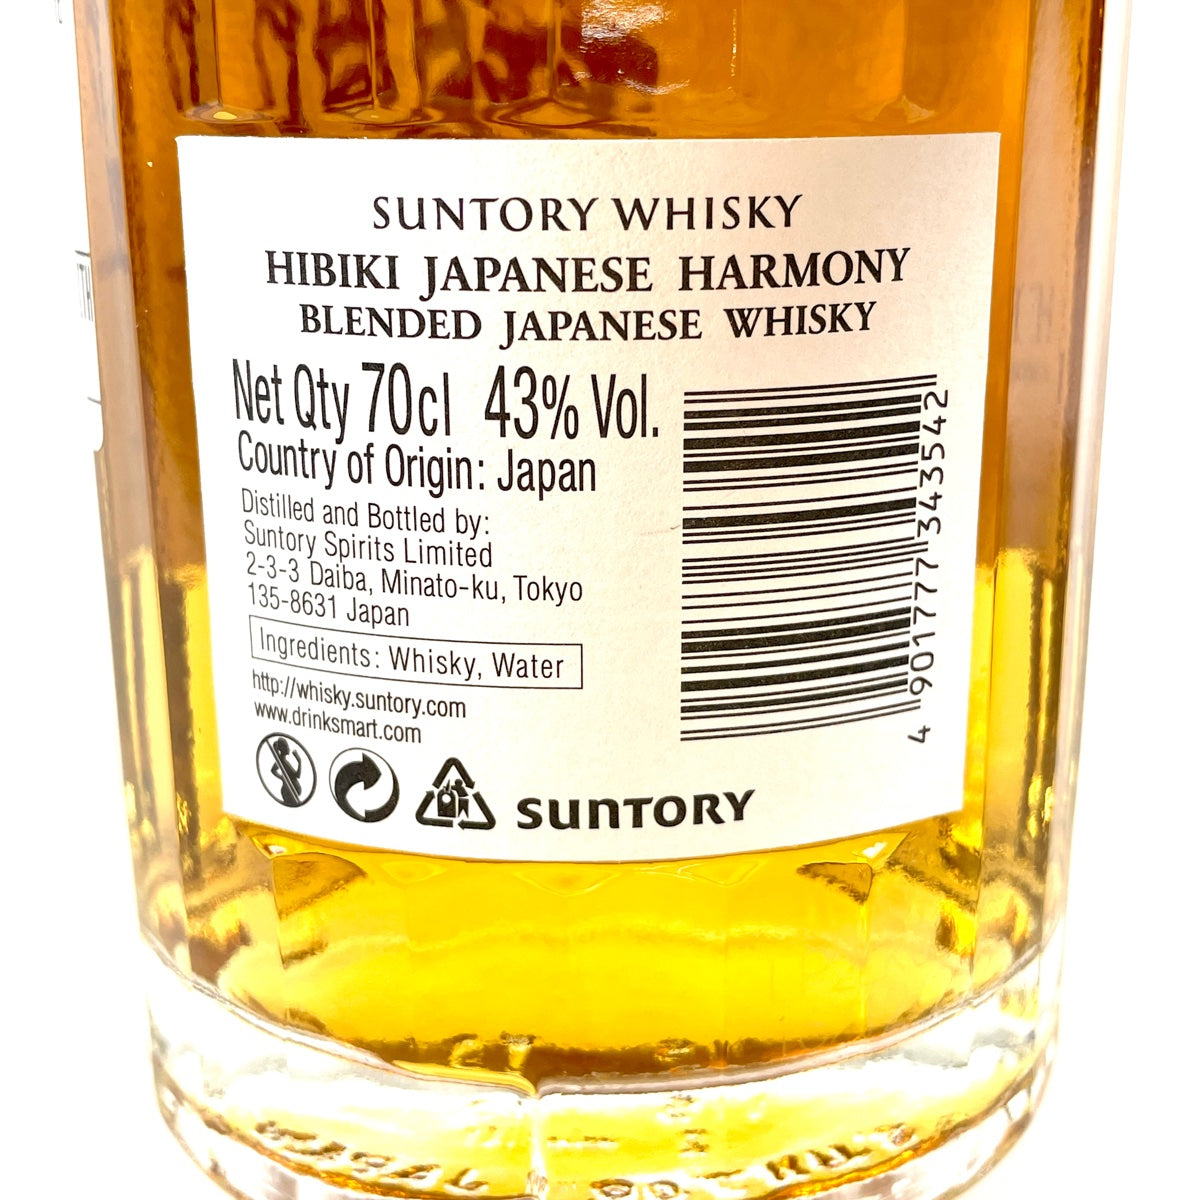 SUNTORY WHISKY
HIBIKI JAPANESE HARMONY
BLENDED JAPANESE WHISKY
Net Qty 70cl 43% Vol.
Country of Origin: Japan
Distilled and Bottled by:
Suntory Spirits Limited
2-3-3 Daiba, Minato-ku, Tokyo
135-8631 Japan
Ingredients: Whisky, Water
http://whisky.suntory.com
www.drinksmart.com
SUNTORY
4 901777 343542